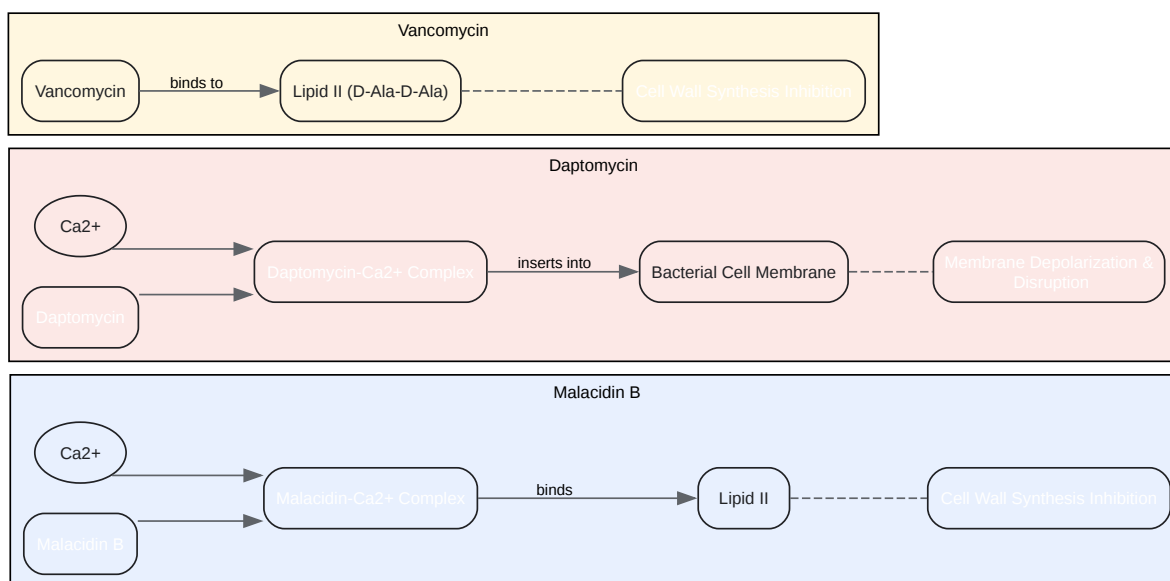 Vancomycin
Vancomycin
binds to
Lipid II (D-Ala-D-Ala)
Cell Wall Synthesis Inhibition
Daptomycin
Ca2+
Daptomycin
Daptomycin-Ca2+ Complex
inserts into
Bacterial Cell Membrane
Membrane Depolarization &
Disruption
Malacidin B
Ca2+
Malacidin B
Malacidin-Ca2+ Complex
binds
Lipid II
Cell Wall Synthesis Inhibition